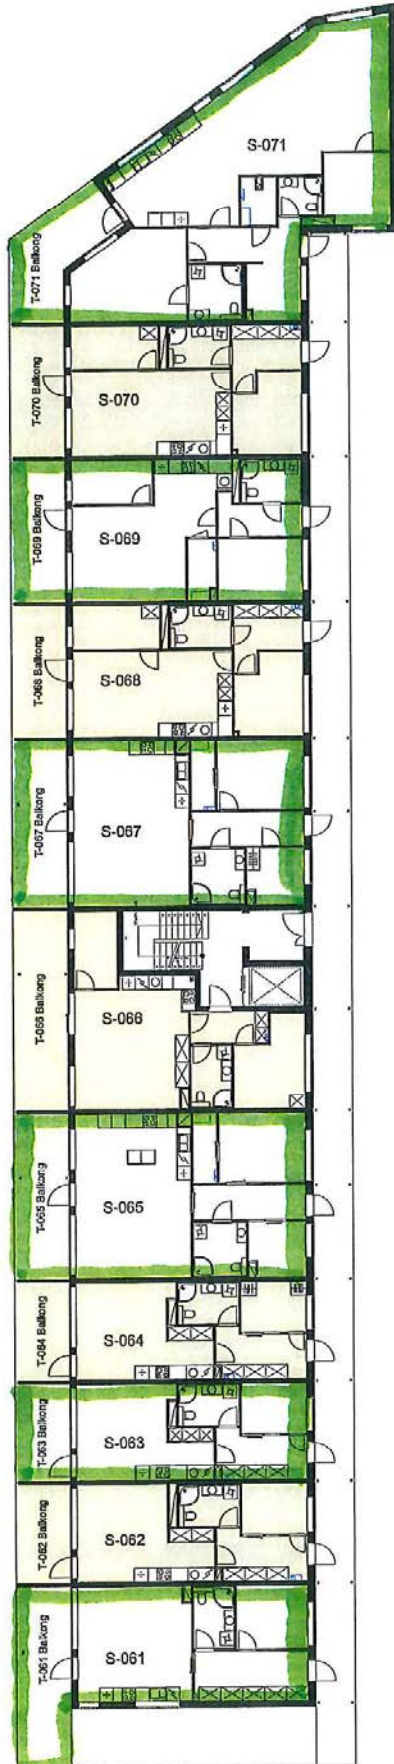 S-071
T-071 Balkong
T-070 Balkong
S-070
T-069 Balkong
S-069
T-068 Balkong
S-068
T-067 Balkong
S-067
T-066 Balkong
S-066
T-065 Balkong
S-065
T-064 Balkong
S-064
T-063 Balkong
S-063
T-062 Balkong
S-062
T-061 Balkong
S-061